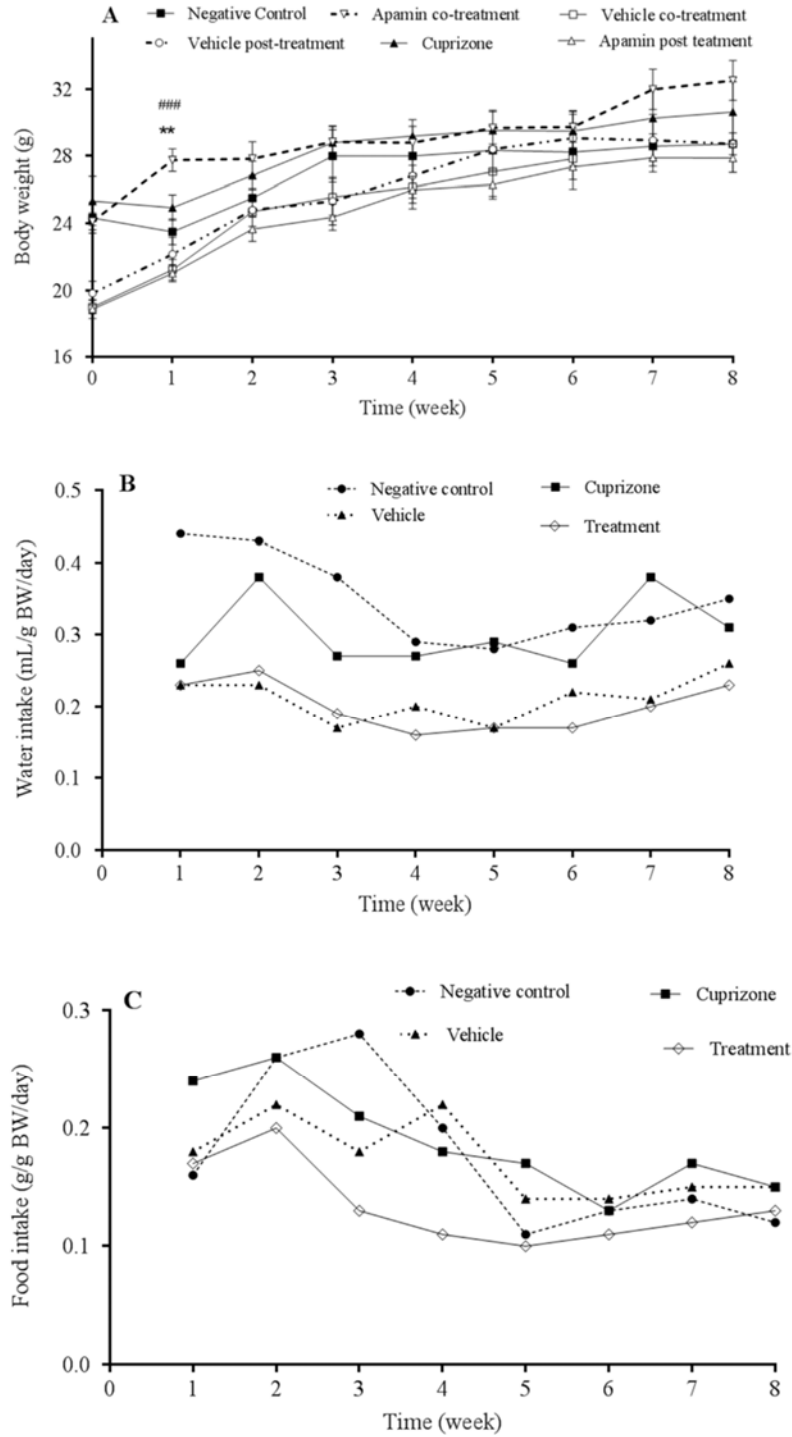 A
Negative Control
Apamin co-treatment
Vehicle co-treatment
Vehicle post-treatment
Cuprizone
Apamin post teatment
###
**
Body weight (g)
32
28
24
20
16
0 1 2 3 4 5 6 7 8
Time (week)
B
Negative control
Cuprizone
Vehicle
Treatment
Water intake (mL/g BW/day)
0.5
0.4
0.3
0.2
0.1
0.0
0 1 2 3 4 5 6 7 8
Time (week)
C
Negative control
Cuprizone
Vehicle
Treatment
Food intake (g/g BW/day)
0.3
0.2
0.1
0.0
0 1 2 3 4 5 6 7 8
Time (week)